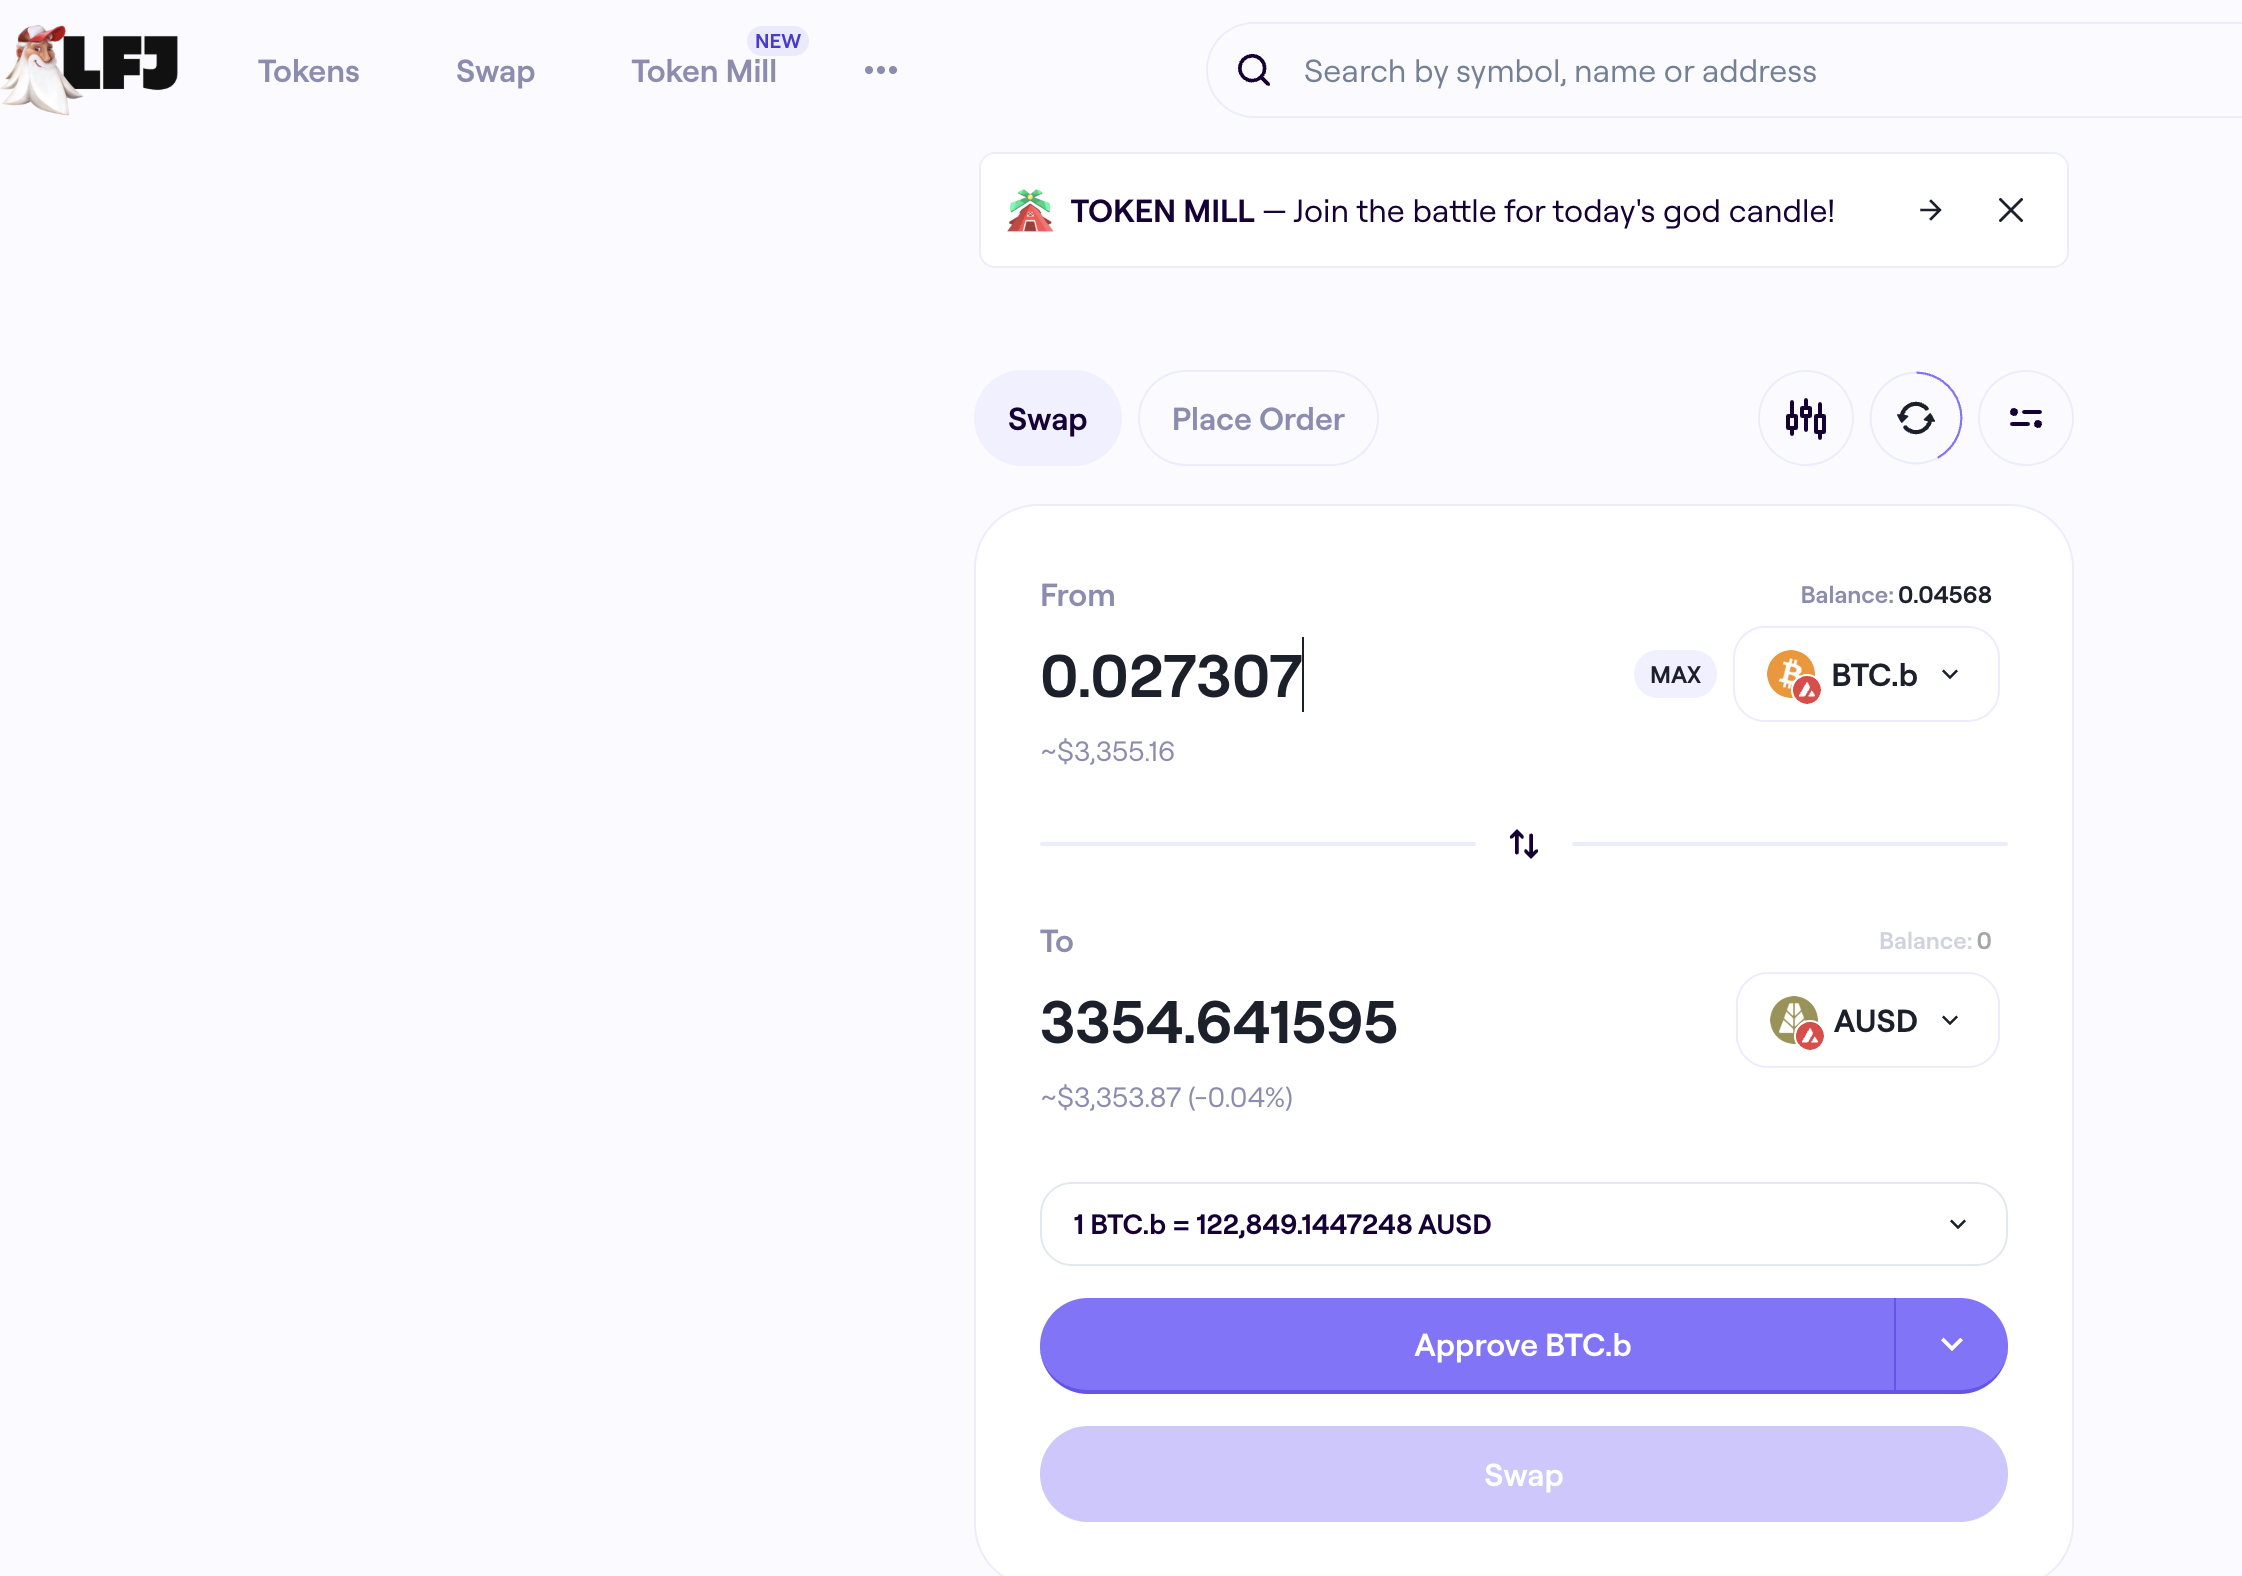 LFJ
Tokens
Swap
Token Mill
NEW
Search by symbol, name or address
TOKEN MILL — Join the battle for today's god candle!
Swap
Place Order
From
Balance: 0.04568
0.027307
MAX
BTC.b
~$3,355.16
To
Balance: 0
3354.641595
AUSD
~$3,353.87 (-0.04%)
1 BTC.b = 122,849.1447248 AUSD
Approve BTC.b
Swap